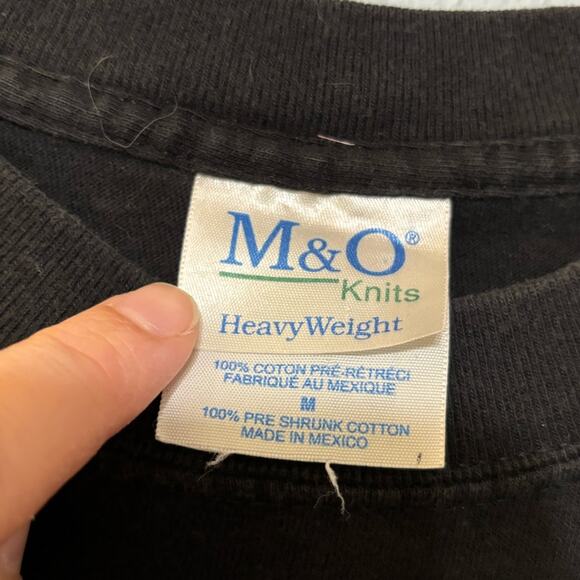 M&O®
Knits
HeavyWeight
100% COTON PRÉ-RÉTRÉCI
FABRIQUÉ AU MEXIQUE
M
100% PRE SHRUNK COTTON
MADE IN MEXICO